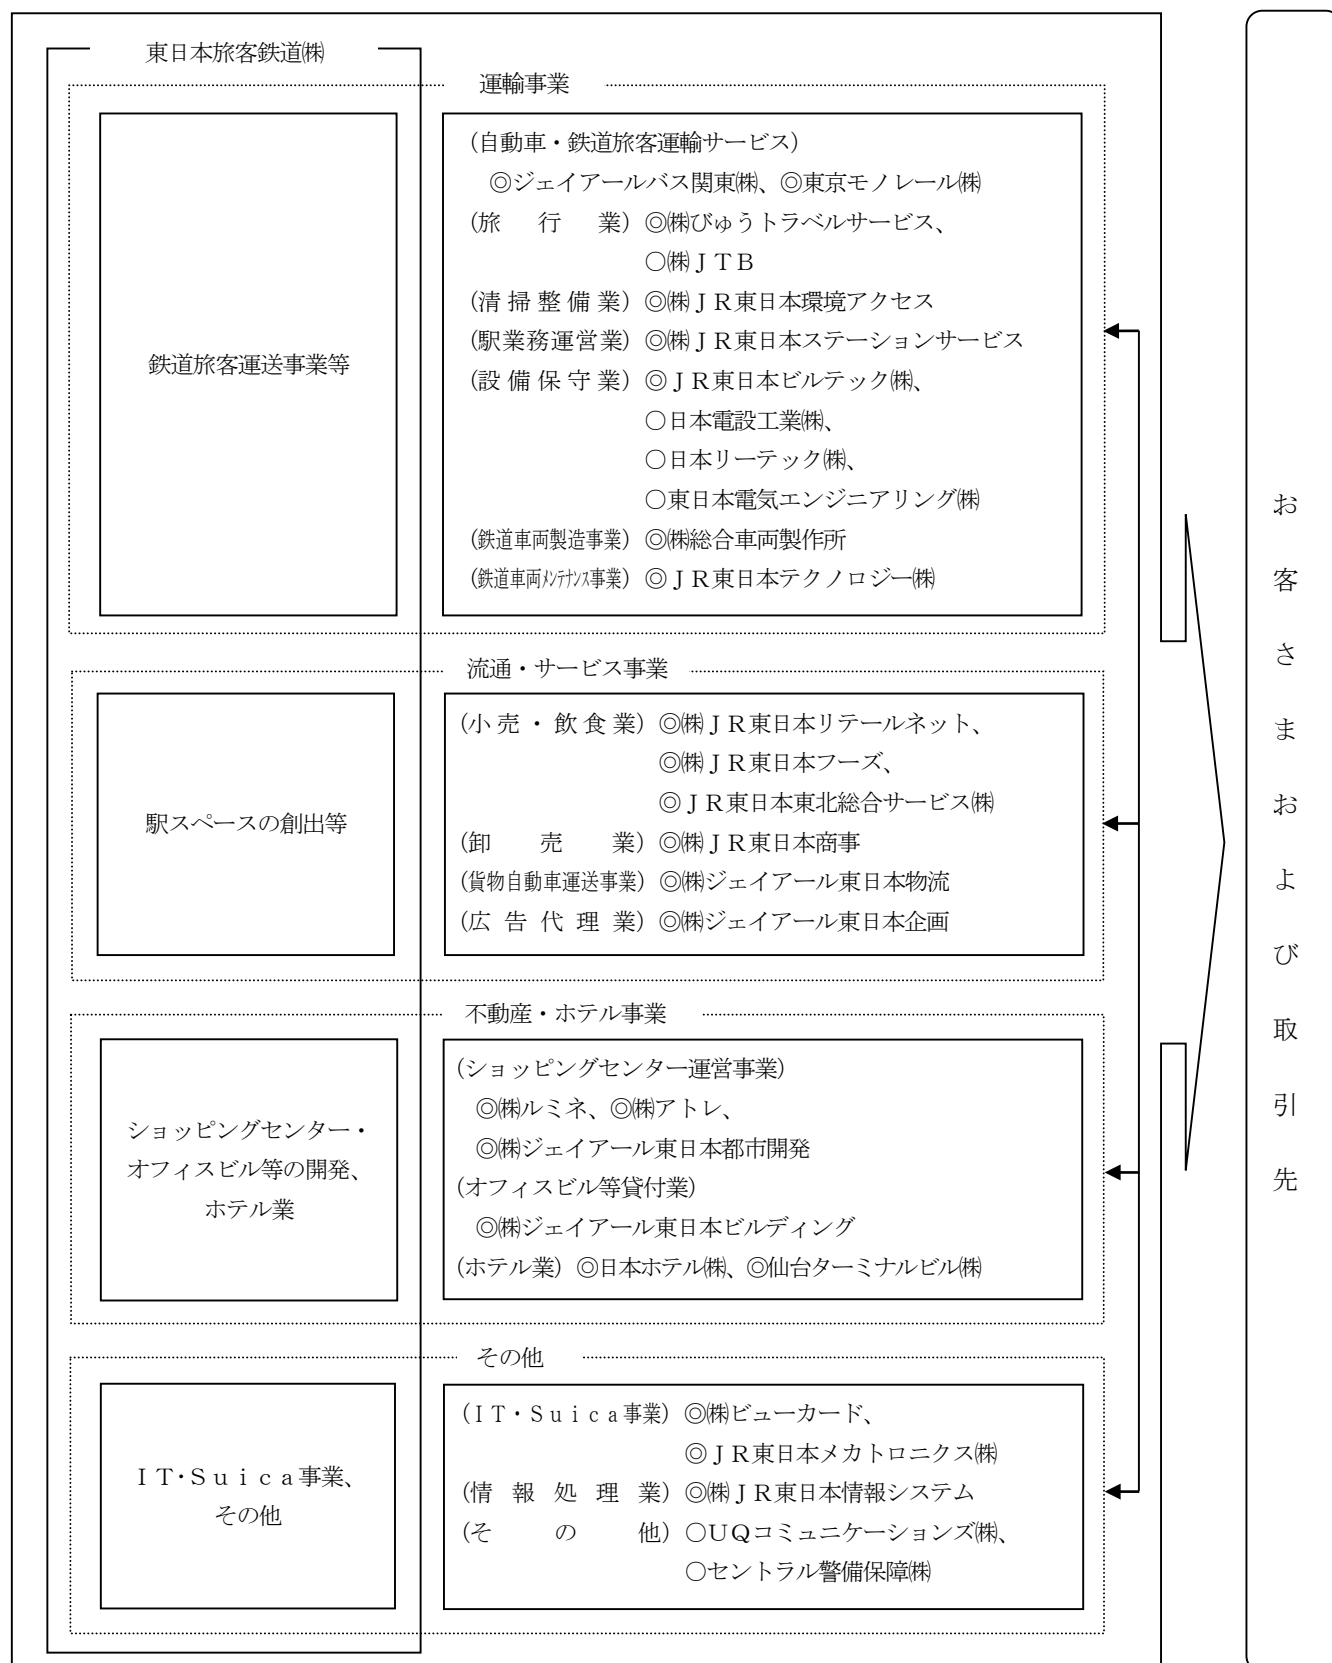 東日本旅客鉄道㈱
運輸事業
鉄道旅客運送事業等
(自動車・鉄道旅客運輸サービス)
◎ジェイアールバス関東㈱、◎東京モノレール㈱
(旅行業) ◎㈱びゅうトラベルサービス、
○㈱ＪＴＢ
(清掃整備業) ◎㈱ＪＲ東日本環境アクセス
(駅業務運営業) ◎㈱ＪＲ東日本ステーションサービス
(設備保守業) ◎ＪＲ東日本ビルテック㈱、
○日本電設工業㈱、
○日本リーテック㈱、
○東日本電気エンジニアリング㈱
(鉄道車両製造事業) ◎㈱総合車両製作所
(鉄道車両ﾒﾝﾃﾅﾝｽ事業) ◎ＪＲ東日本テクノロジー㈱
流通・サービス事業
駅スペースの創出等
(小売・飲食業) ◎㈱ＪＲ東日本リテールネット、
◎㈱ＪＲ東日本フーズ、
◎ＪＲ東日本東北総合サービス㈱
(卸売業) ◎㈱ＪＲ東日本商事
(貨物自動車運送事業) ◎㈱ジェイアール東日本物流
(広告代理業) ◎㈱ジェイアール東日本企画
不動産・ホテル事業
ショッピングセンター・
オフィスビル等の開発、
ホテル業
(ショッピングセンター運営事業)
◎㈱ルミネ、◎㈱アトレ、
◎㈱ジェイアール東日本都市開発
(オフィスビル等貸付業)
◎㈱ジェイアール東日本ビルディング
(ホテル業) ◎日本ホテル㈱、◎仙台ターミナルビル㈱
その他
ＩＴ・Ｓｕｉｃａ事業、
その他
(ＩＴ・Ｓｕｉｃａ事業) ◎㈱ビューカード、
◎ＪＲ東日本メカトロニクス㈱
(情報処理業) ◎㈱ＪＲ東日本情報システム
(その他) ○ＵＱコミュニケーションズ㈱、
○セントラル警備保障㈱
お客さまおよび取引先